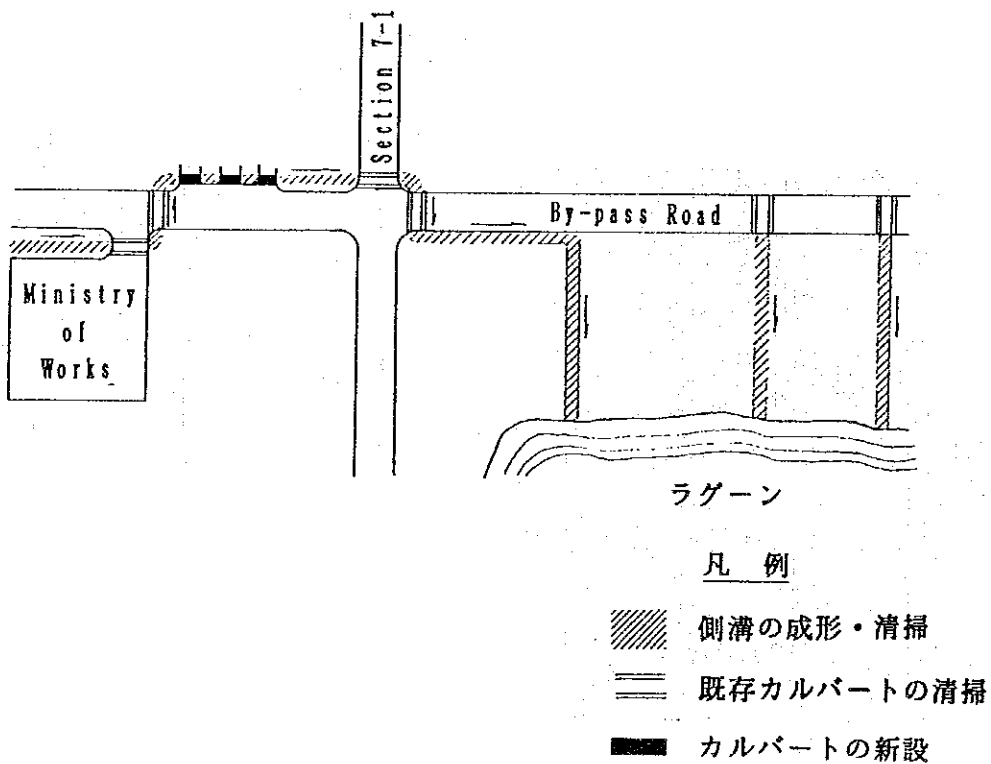 Section 7-1
By-pass Road
Ministry
of
Works
ラグーン
凡 例
側溝の成形・清掃
既存カルバートの清掃
カルバートの新設